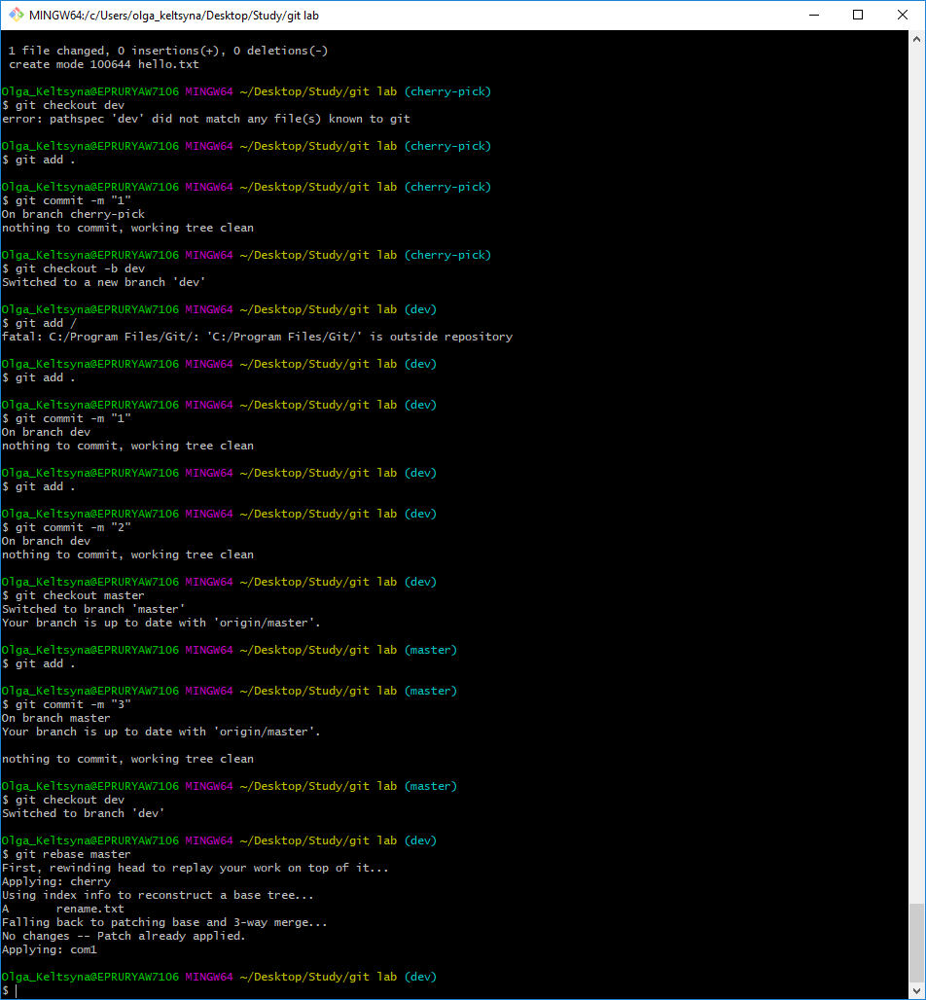 MINGW64:/c/Users/olga_keltsyna/Desktop/Study/git lab
1 file changed, 0 insertions(+), 0 deletions(-)
create mode 100644 hello.txt
Olga_Keltsyna@EPRURYAW7106 MINGW64 ~/Desktop/Study/git lab (cherry-pick)
$ git checkout dev
error: pathspec 'dev' did not match any file(s) known to git
Olga_Keltsyna@EPRURYAW7106 MINGW64 ~/Desktop/Study/git lab (cherry-pick)
$ git add .
Olga_Keltsyna@EPRURYAW7106 MINGW64 ~/Desktop/Study/git lab (cherry-pick)
$ git commit -m "1"
On branch cherry-pick
nothing to commit, working tree clean
Olga_Keltsyna@EPRURYAW7106 MINGW64 ~/Desktop/Study/git lab (cherry-pick)
$ git checkout -b dev
Switched to a new branch 'dev'
Olga_Keltsyna@EPRURYAW7106 MINGW64 ~/Desktop/Study/git lab (dev)
$ git add /
fatal: C:/Program Files/Git/: 'C:/Program Files/Git/' is outside repository
Olga_Keltsyna@EPRURYAW7106 MINGW64 ~/Desktop/Study/git lab (dev)
$ git add .
Olga_Keltsyna@EPRURYAW7106 MINGW64 ~/Desktop/Study/git lab (dev)
$ git commit -m "1"
On branch dev
nothing to commit, working tree clean
Olga_Keltsyna@EPRURYAW7106 MINGW64 ~/Desktop/Study/git lab (dev)
$ git add .
Olga_Keltsyna@EPRURYAW7106 MINGW64 ~/Desktop/Study/git lab (dev)
$ git commit -m "2"
On branch dev
nothing to commit, working tree clean
Olga_Keltsyna@EPRURYAW7106 MINGW64 ~/Desktop/Study/git lab (dev)
$ git checkout master
Switched to branch 'master'
Your branch is up to date with 'origin/master'.
Olga_Keltsyna@EPRURYAW7106 MINGW64 ~/Desktop/Study/git lab (master)
$ git add .
Olga_Keltsyna@EPRURYAW7106 MINGW64 ~/Desktop/Study/git lab (master)
$ git commit -m "3"
On branch master
Your branch is up to date with 'origin/master'.
nothing to commit, working tree clean
Olga_Keltsyna@EPRURYAW7106 MINGW64 ~/Desktop/Study/git lab (master)
$ git checkout dev
Switched to branch 'dev'
Olga_Keltsyna@EPRURYAW7106 MINGW64 ~/Desktop/Study/git lab (dev)
$ git rebase master
First, rewinding head to replay your work on top of it...
Applying: cherry
Using index info to reconstruct a base tree...
A       rename.txt
Falling back to patching base and 3-way merge...
No changes -- Patch already applied.
Applying: com1
Olga_Keltsyna@EPRURYAW7106 MINGW64 ~/Desktop/Study/git lab (dev)
$